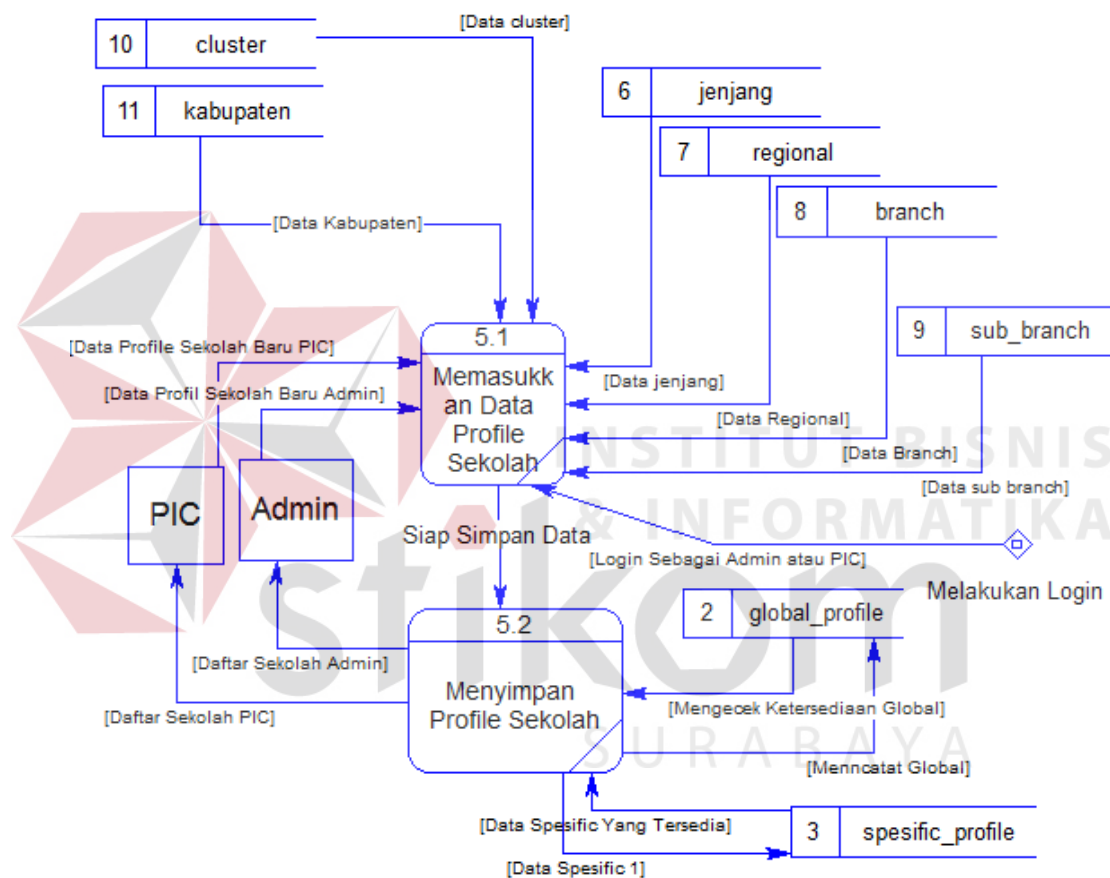 [Data cluster]
10 cluster
11 kabupaten
6 jenjang
7 regional
8 branch
9 sub_branch
[Data Kabupaten]
5.1
Memasukk
an Data
Profile
Sekolah
[Data Profile Sekolah Baru PIC]
[Data Profil Sekolah Baru Admin]
[Data jenjang]
[Data Regional]
[Data Branch]
[Data sub branch]
PIC
Admin
Siap Simpan Data
[Login Sebagai Admin atau PIC]
Melakukan Login
5.2
Menyimpan
Profile Sekolah
2 global_profile
[Daftar Sekolah Admin]
[Daftar Sekolah PIC]
[Mengecek Ketersediaan Global]
[Menncatat Global]
[Data Spesific Yang Tersedia]
3 spesific_profile
[Data Spesific 1]
INSTITUT BISNIS
& INFORMATIKA
stikom
SURABAYA